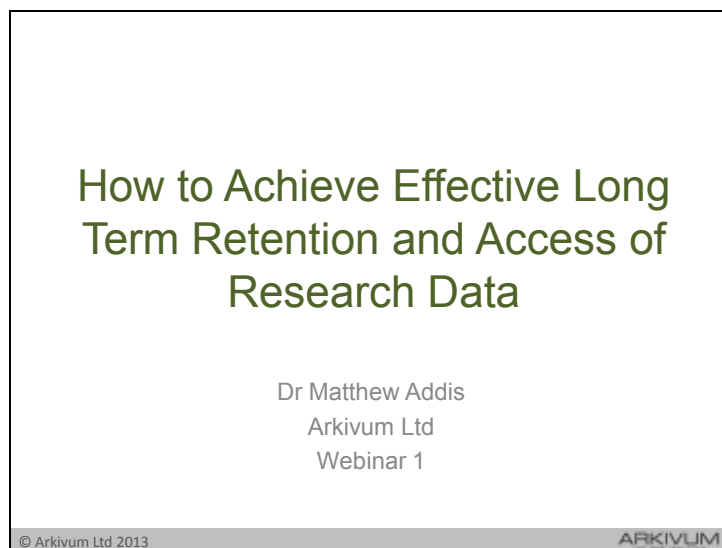 How to Achieve Effective Long
Term Retention and Access of
Research Data
Dr Matthew Addis
Arkivum Ltd
Webinar 1
© Arkivum Ltd 2013
ARKIVUM